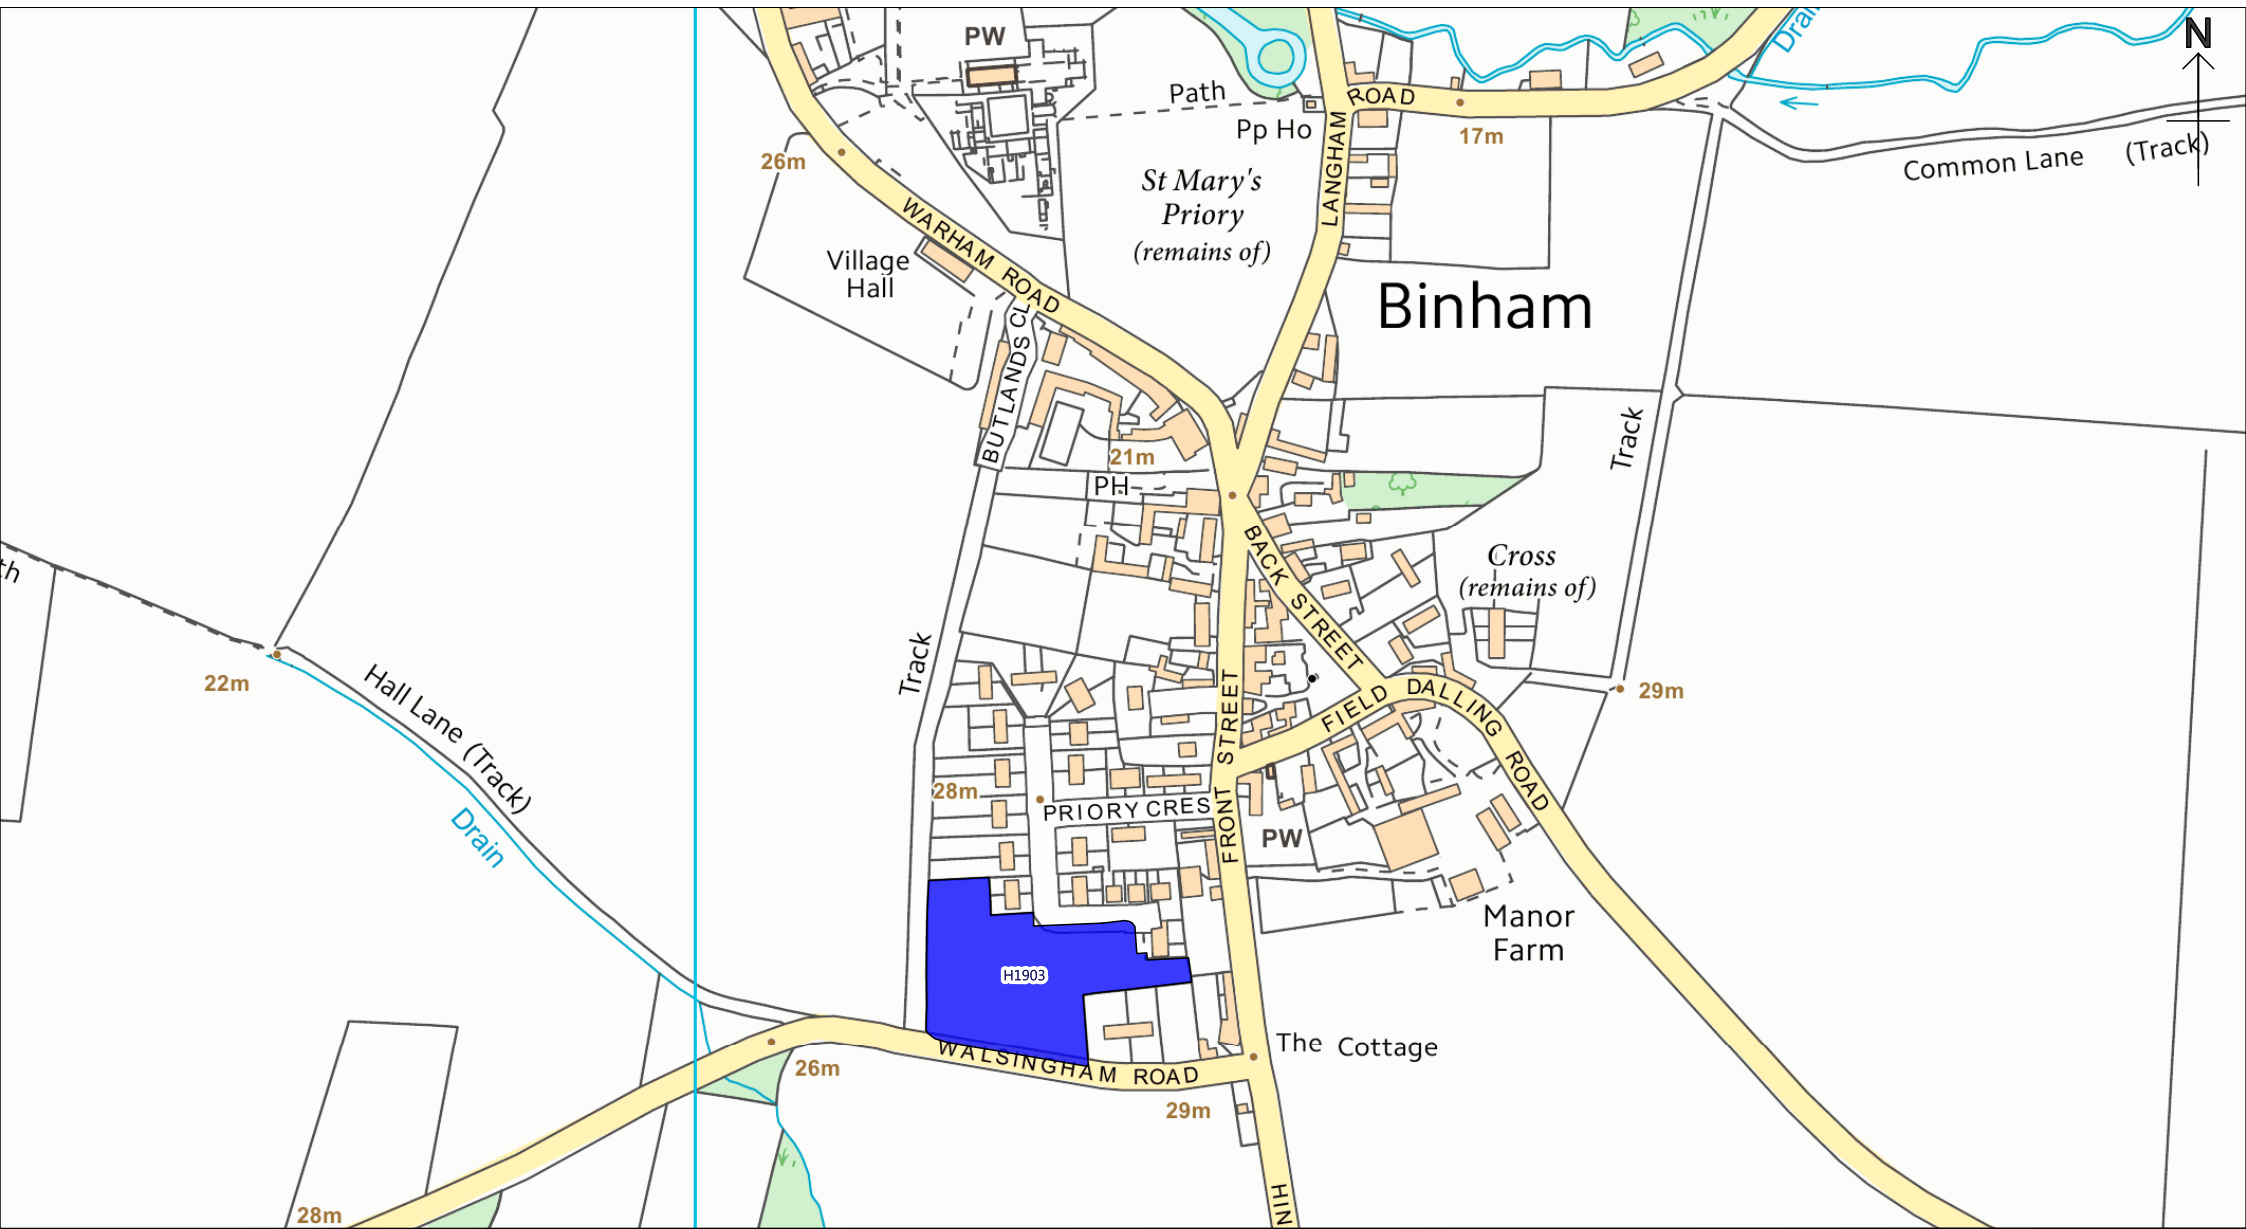 PW
Drain
N
Path
ROAD
Pp Ho
17m
LANGHAM
26m
Common Lane (Track)
St Mary's
Priory
(remains of)
WARHAM ROAD
Village
Hall
Binham
BUTLANDS CL
Track
21m
PH
BACK STREET
Cross
(remains of)
th
22m
Hall Lane (Track)
Track
29m
FIELD
DALLING ROAD
FRONT STREET
28m
PRIORY CRES
Drain
PW
Manor
Farm
H1903
The Cottage
WALSINGHAM ROAD
26m
29m
28m
HIN